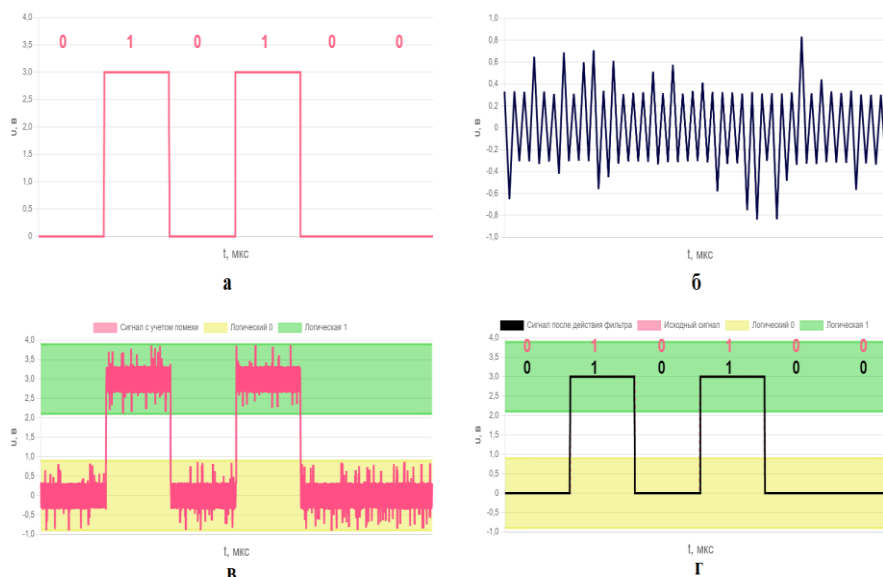 4,0
3,5
3,0
2,5
2,0
1,5
1,0
0,5
0
U, В
0 1 0 1 0 0
t, мкс
а
1,0
0,8
0,6
0,4
0,2
0
-0,2
-0,4
-0,6
-0,8
-1,0
U, В
t, мкс
б
Сигнал с учетом помехи Логический 0 Логическая 1
4,0
3,5
3,0
2,5
2,0
1,5
1,0
0,5
0
-0,5
-1,0
U, В
t, мкс
в
Сигнал после действия фильтра Исходный сигнал Логический 0 Логическая 1
4,0
3,5
3,0
2,5
2,0
1,5
1,0
0,5
0
-0,5
-1,0
U, В
0 1 0 1 0 0
0 1 0 1 0 0
t, мкс
г